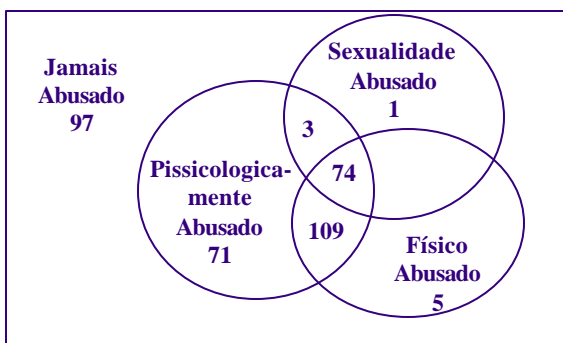 Jamais
Abusado
97
Sexualidade
Abusado
1
3
74
Pissicologica-
mente
Abusado
71
109
Físico
Abusado
5